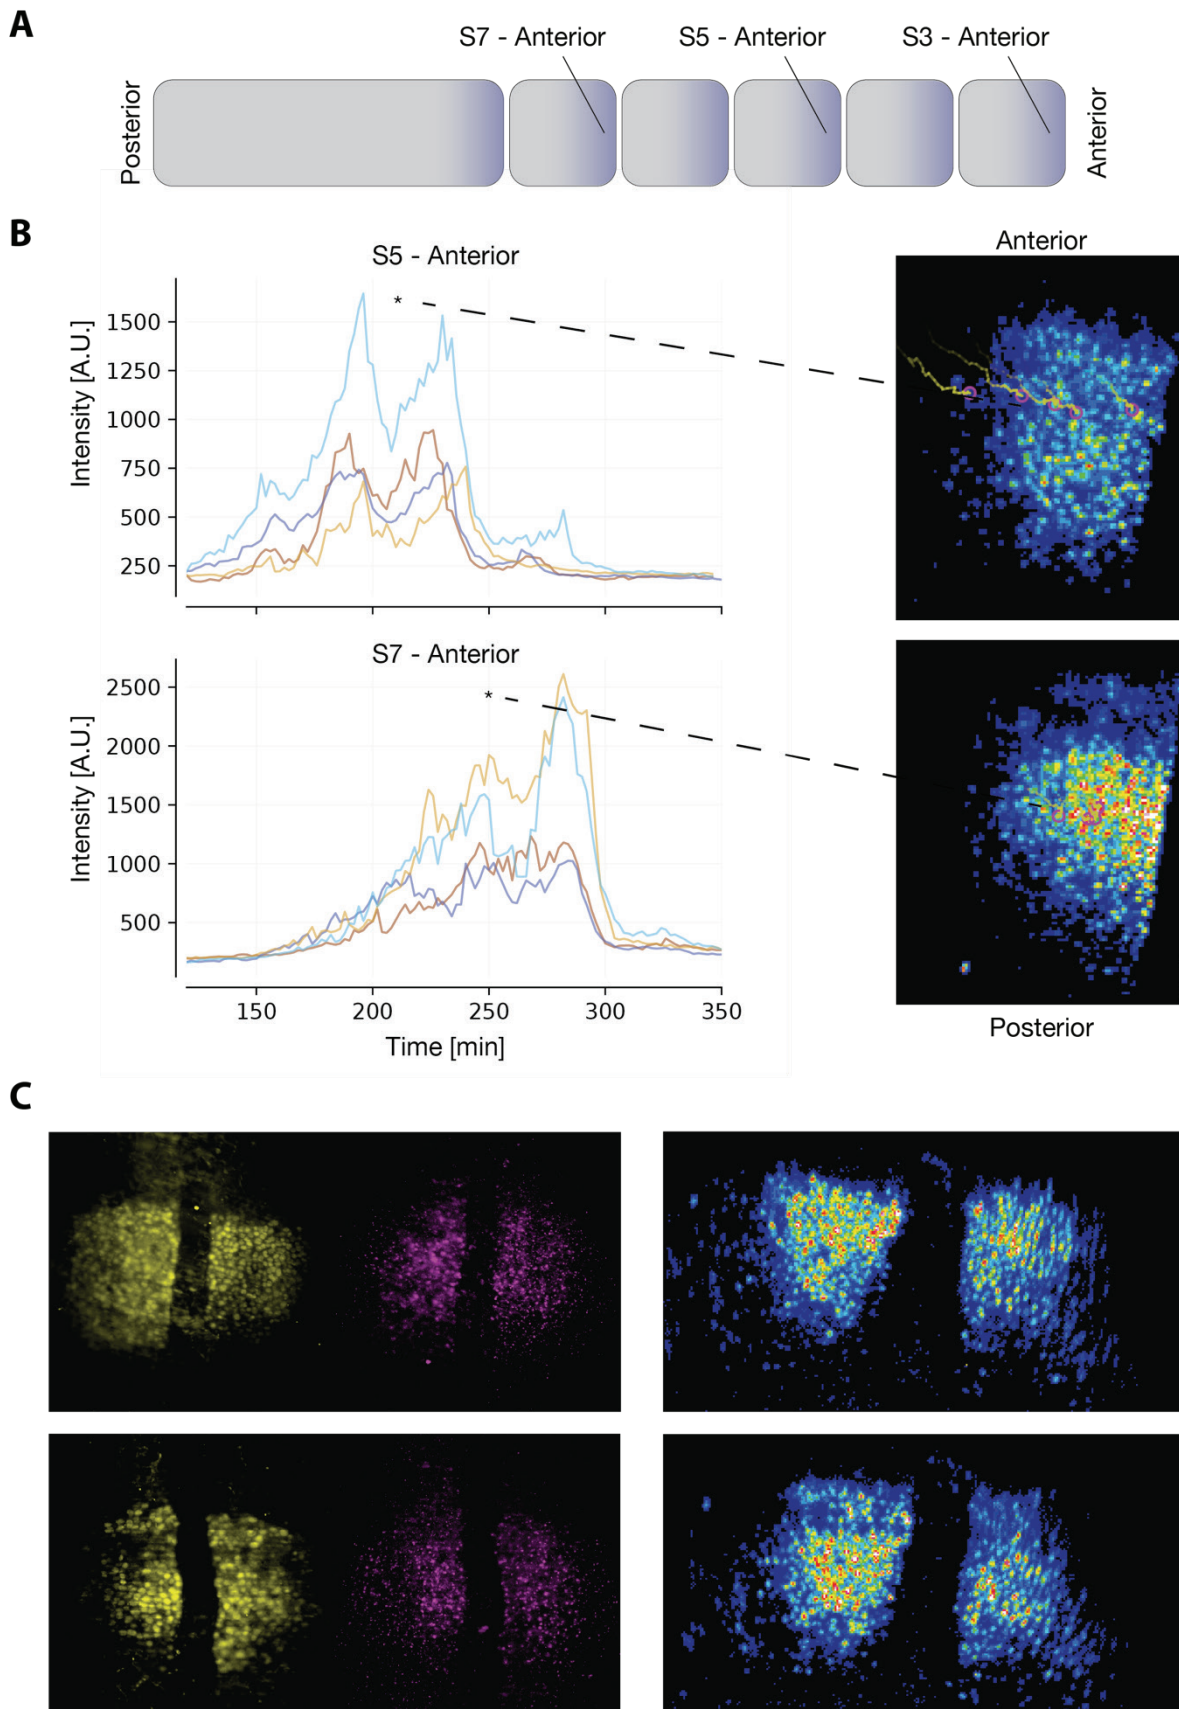 A
S7 - Anterior S5 - Anterior S3 - Anterior
Posterior
Anterior
B
S5 - Anterior
Anterior
Intensity [A.U.]
1500
1250
1000
750
500
250
*
S7 - Anterior
Intensity [A.U.]
2500
2000
1500
1000
500
*
150 200 250 300 350
Time [min]
Posterior
C